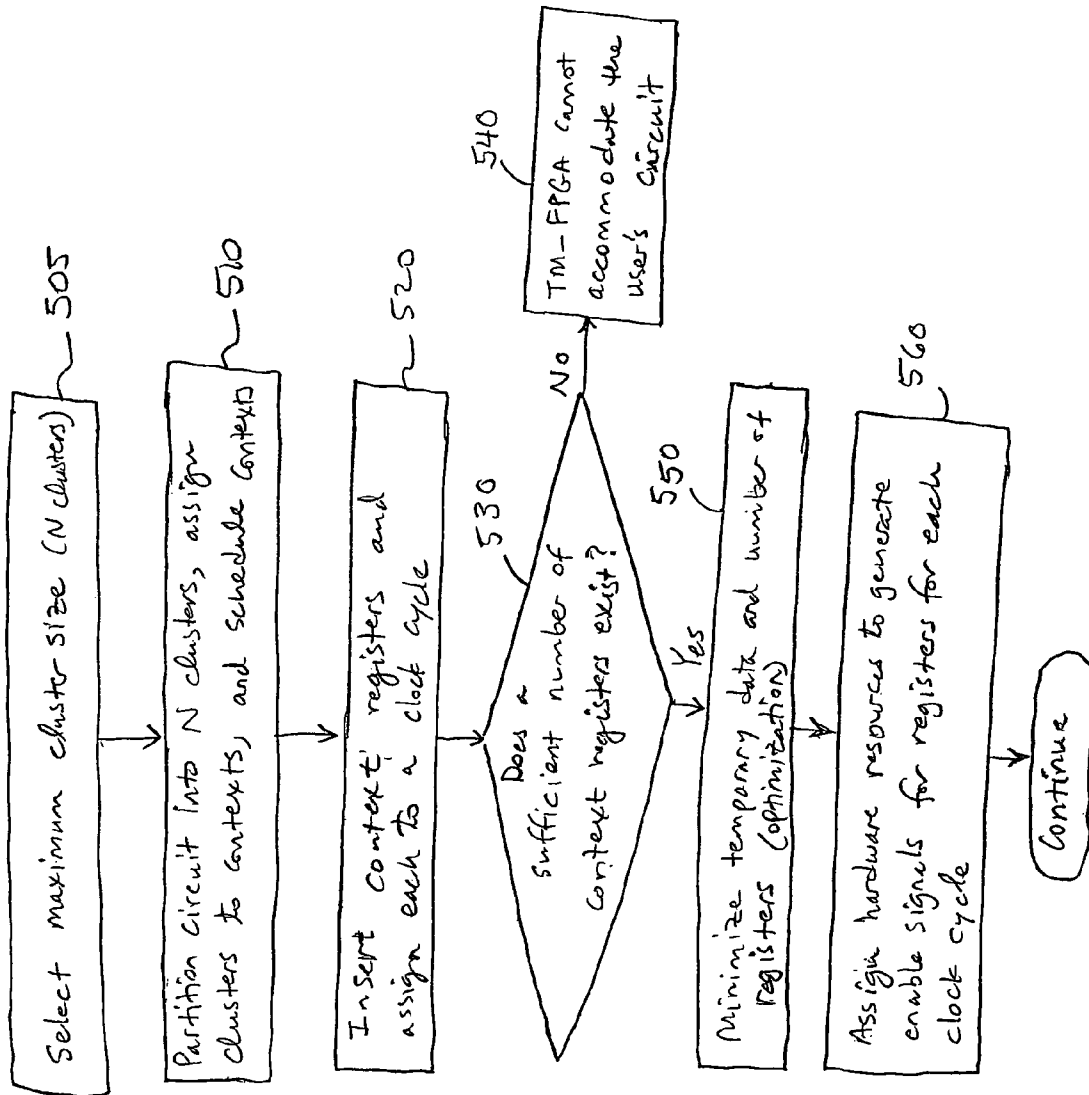 Select maximum cluster size (N clusters)
505
Partition circuit into N clusters, assign
clusters to contexts, and schedule contexts
510
Insert context registers and
assign each to a clock cycle
520
Does a
sufficient number of
context registers exist?
530
No
TM-FPGA cannot
accommodate the
user's circuit
540
Yes
Minimize temporary data and number of
registers (optimization)
550
Assign hardware resources to generate
enable signals for registers for each
clock cycle
560
Continue